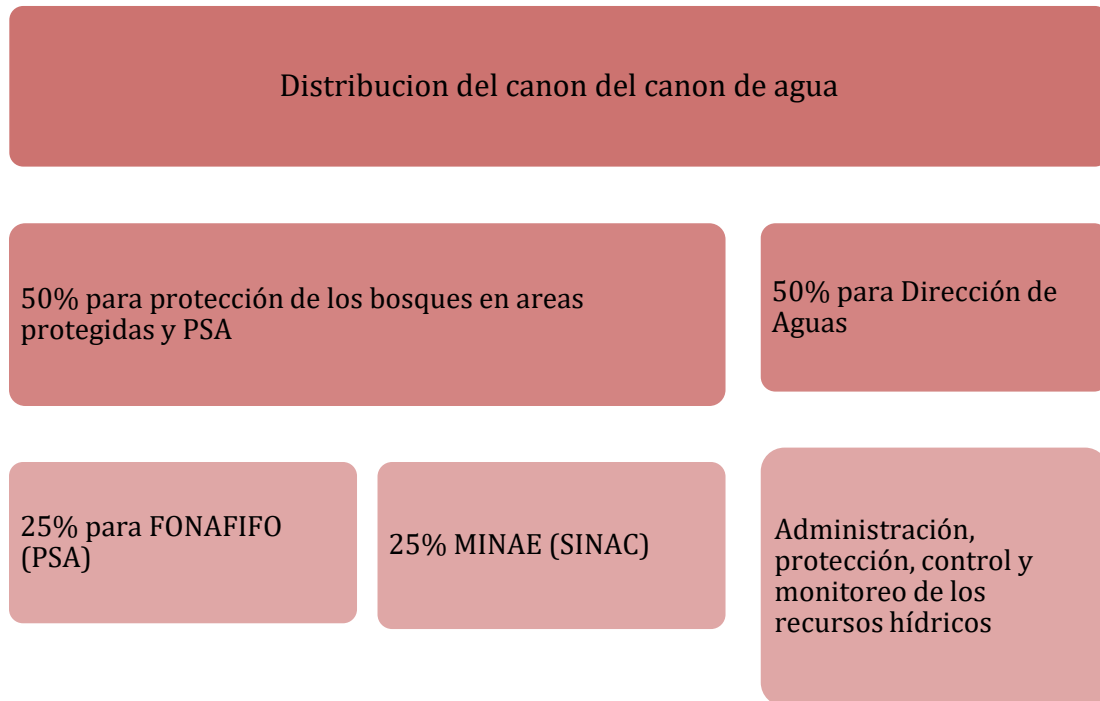 Distribucion del canon del canon de agua
50% para protección de los bosques en areas
protegidas y PSA
50% para Dirección de
Aguas
25% para FONAFIFO
(PSA)
25% MINAE (SINAC)
Administración,
protección, control y
monitoreo de los
recursos hídricos